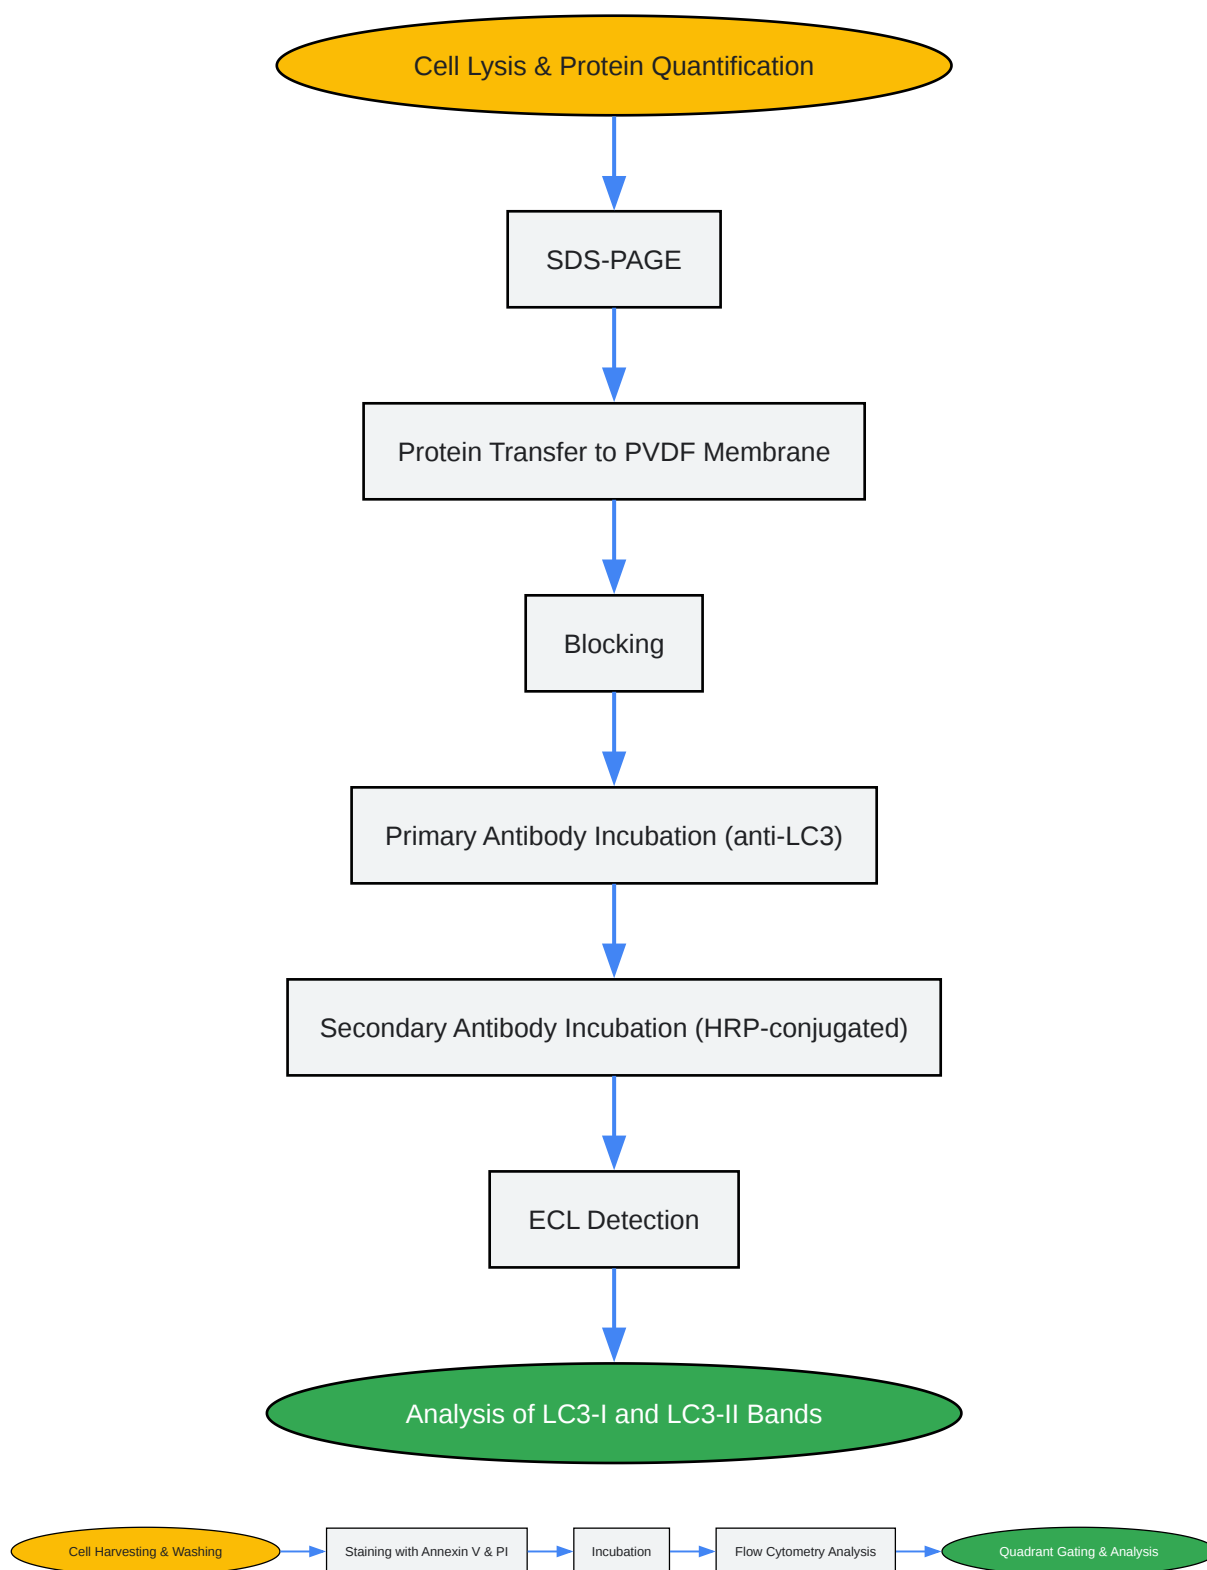 Cell Lysis & Protein Quantification
SDS-PAGE
Protein Transfer to PVDF Membrane
Blocking
Primary Antibody Incubation (anti-LC3)
Secondary Antibody Incubation (HRP-conjugated)
ECL Detection
Analysis of LC3-I and LC3-II Bands
Cell Harvesting & Washing
Staining with Annexin V & PI
Incubation
Flow Cytometry Analysis
Quadrant Gating & Analysis